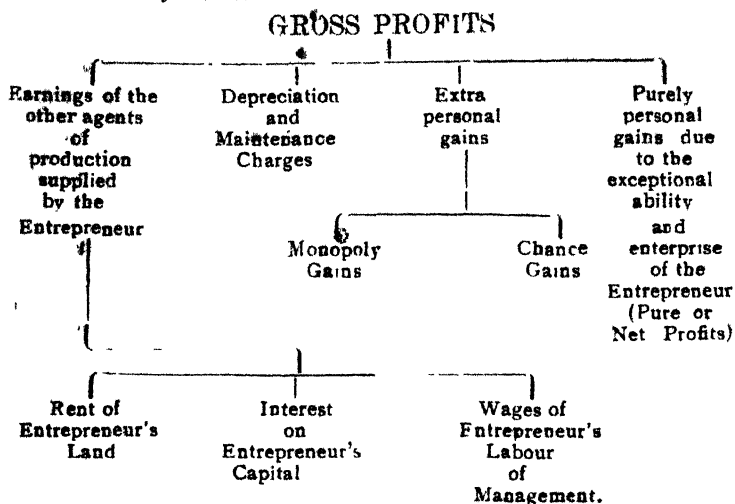 GROSS PROFITS
Earnings of the
other agents
of
production
supplied
by the
Entrepreneur
Depreciation
and
Maintenance
Charges
Extra
personal
gains
Purely
personal
gains due
to the
exceptional
ability
and
enterprise
of the
Entrepreneur
(Pure or
Net Profits)
Monopoly
Gains
Chance
Gains
Rent of
Entrepreneur's
Land
Interest
on
Entrepreneur's
Capital
Wages of
Entrepreneur's
Labour
of
Management.